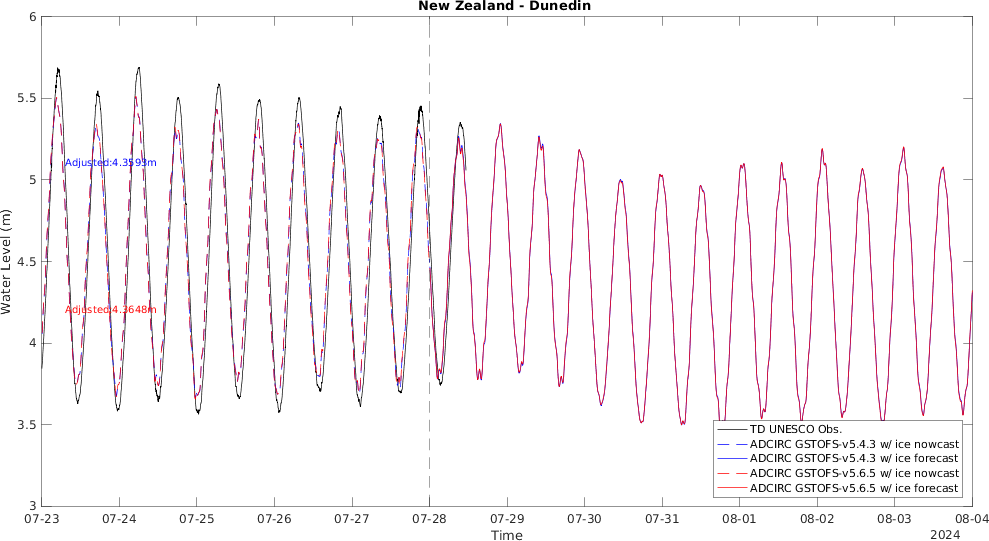 New Zealand - Dunedin
6
5.5
5
4.5
4
3.5
3
Water Level (m)
Adjusted:4.3593m
Adjusted:4.3648m
TD UNESCO Obs.
ADCIRC GSTOFS-v5.4.3 w/ ice nowcast
ADCIRC GSTOFS-v5.4.3 w/ ice forecast
ADCIRC GSTOFS-v5.6.5 w/ ice nowcast
ADCIRC GSTOFS-v5.6.5 w/ ice forecast
07-23 07-24 07-25 07-26 07-27 07-28 07-29 07-30 07-31 08-01 08-02 08-03 08-04
Time
2024